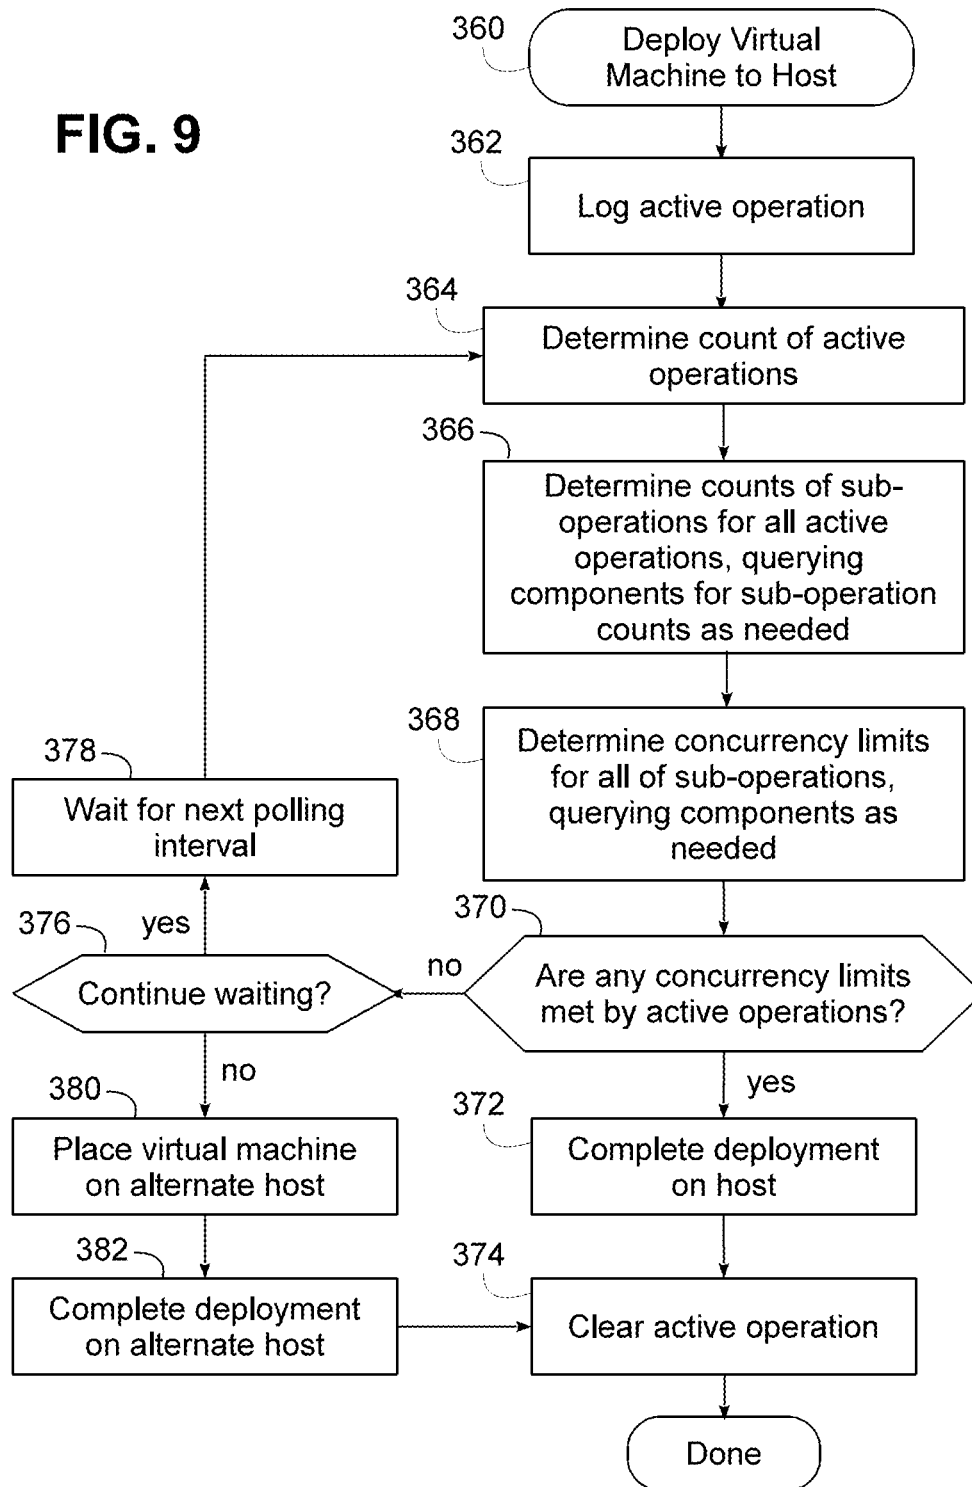 360
Deploy Virtual
Machine to Host
FIG. 9
362
Log active operation
364
Determine count of active
operations
366
Determine counts of sub-
operations for all active
operations, querying
components for sub-operation
counts as needed
368
Determine concurrency limits
for all of sub-operations,
querying components as
needed
378
Wait for next polling
interval
yes
376
Continue waiting?
no
370
Are any concurrency limits
met by active operations?
no
yes
380
Place virtual machine
on alternate host
372
Complete deployment
on host
382
Complete deployment
on alternate host
374
Clear active operation
Done